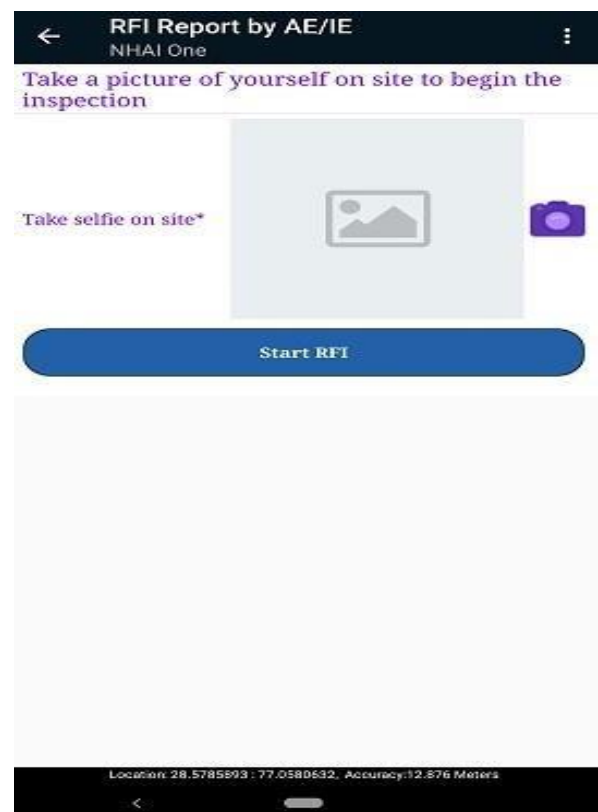 RFI Report by AE/IE
NHAI One
Take a picture of yourself on site to begin the
inspection
Take selfie on site*
Start RFI
Location: 28.5785893 : 77.0580632, Accuracy:12.876 Meters